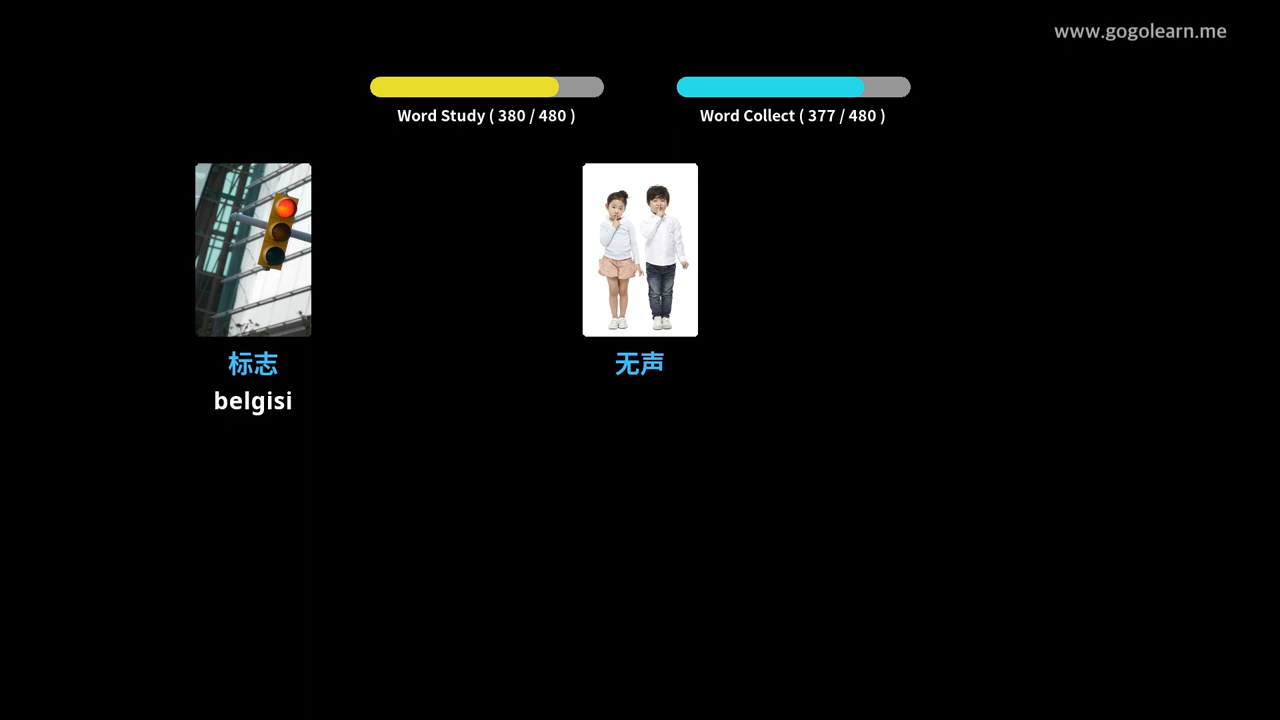 www.gogolearn.me
Word Study ( 380 / 480 )
Word Collect ( 377 / 480 )
标志
无声
belgisi